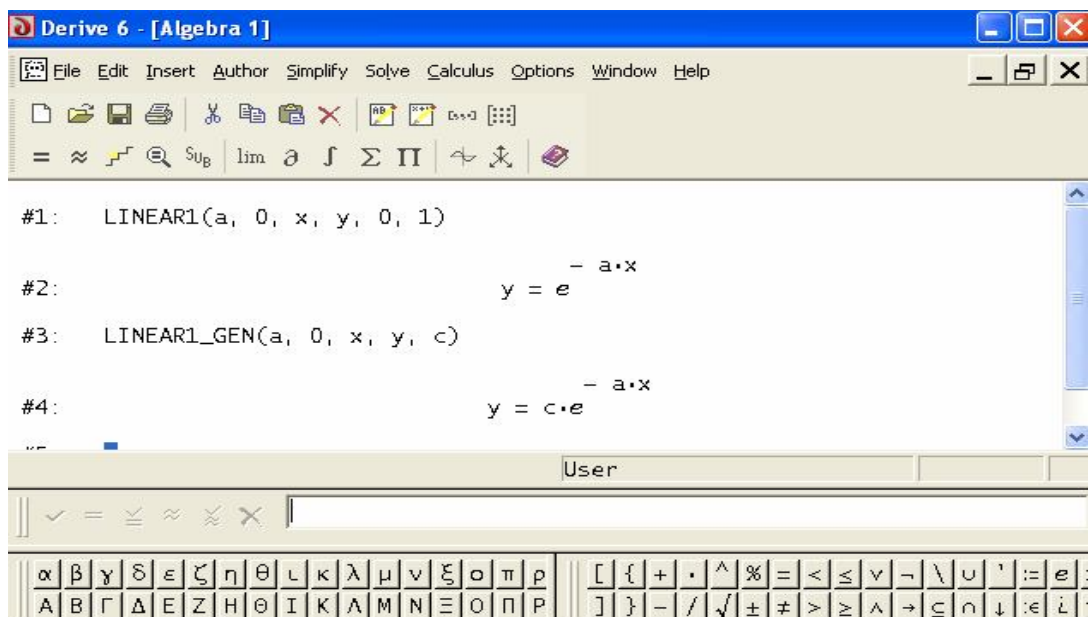 Derive 6 - [Algebra 1]
File Edit Insert Author Simplify Solve Calculus Options Window Help
= ≈ SUB lim ∂ ∫ Σ Π
#1: LINEAR1(a, 0, x, y, 0, 1)
#2: y = e^(- a·x)
#3: LINEAR1_GEN(a, 0, x, y, c)
#4: y = c·e^(- a·x)
User
α β γ δ ε ζ η θ ι κ λ μ ν ξ ο π ρ [ { + · ^ % = < ≤ ∨ ¬ \ ∪ ' := e
Α Β Γ Δ Ε Ζ Η Θ Ι Κ Λ Μ Ν Ξ Ο Π Ρ ] } - / √ ± ≠ > ≥ ∧ → ⊆ ∩ ↓ :∈ i